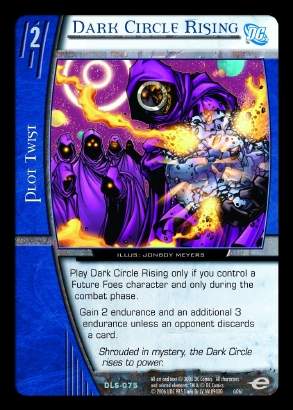 2
DARK CIRCLE RISING
DC
PLOT TWIST
ILLUS: JONBOY MEYERS
Play Dark Circle Rising only if you control a
Future Foes character and only during the
combat phase.
Gain 2 endurance and an additional 3
endurance unless an opponent discards
a card.
Shrouded in mystery, the Dark Circle
rises to power.
DLS-075